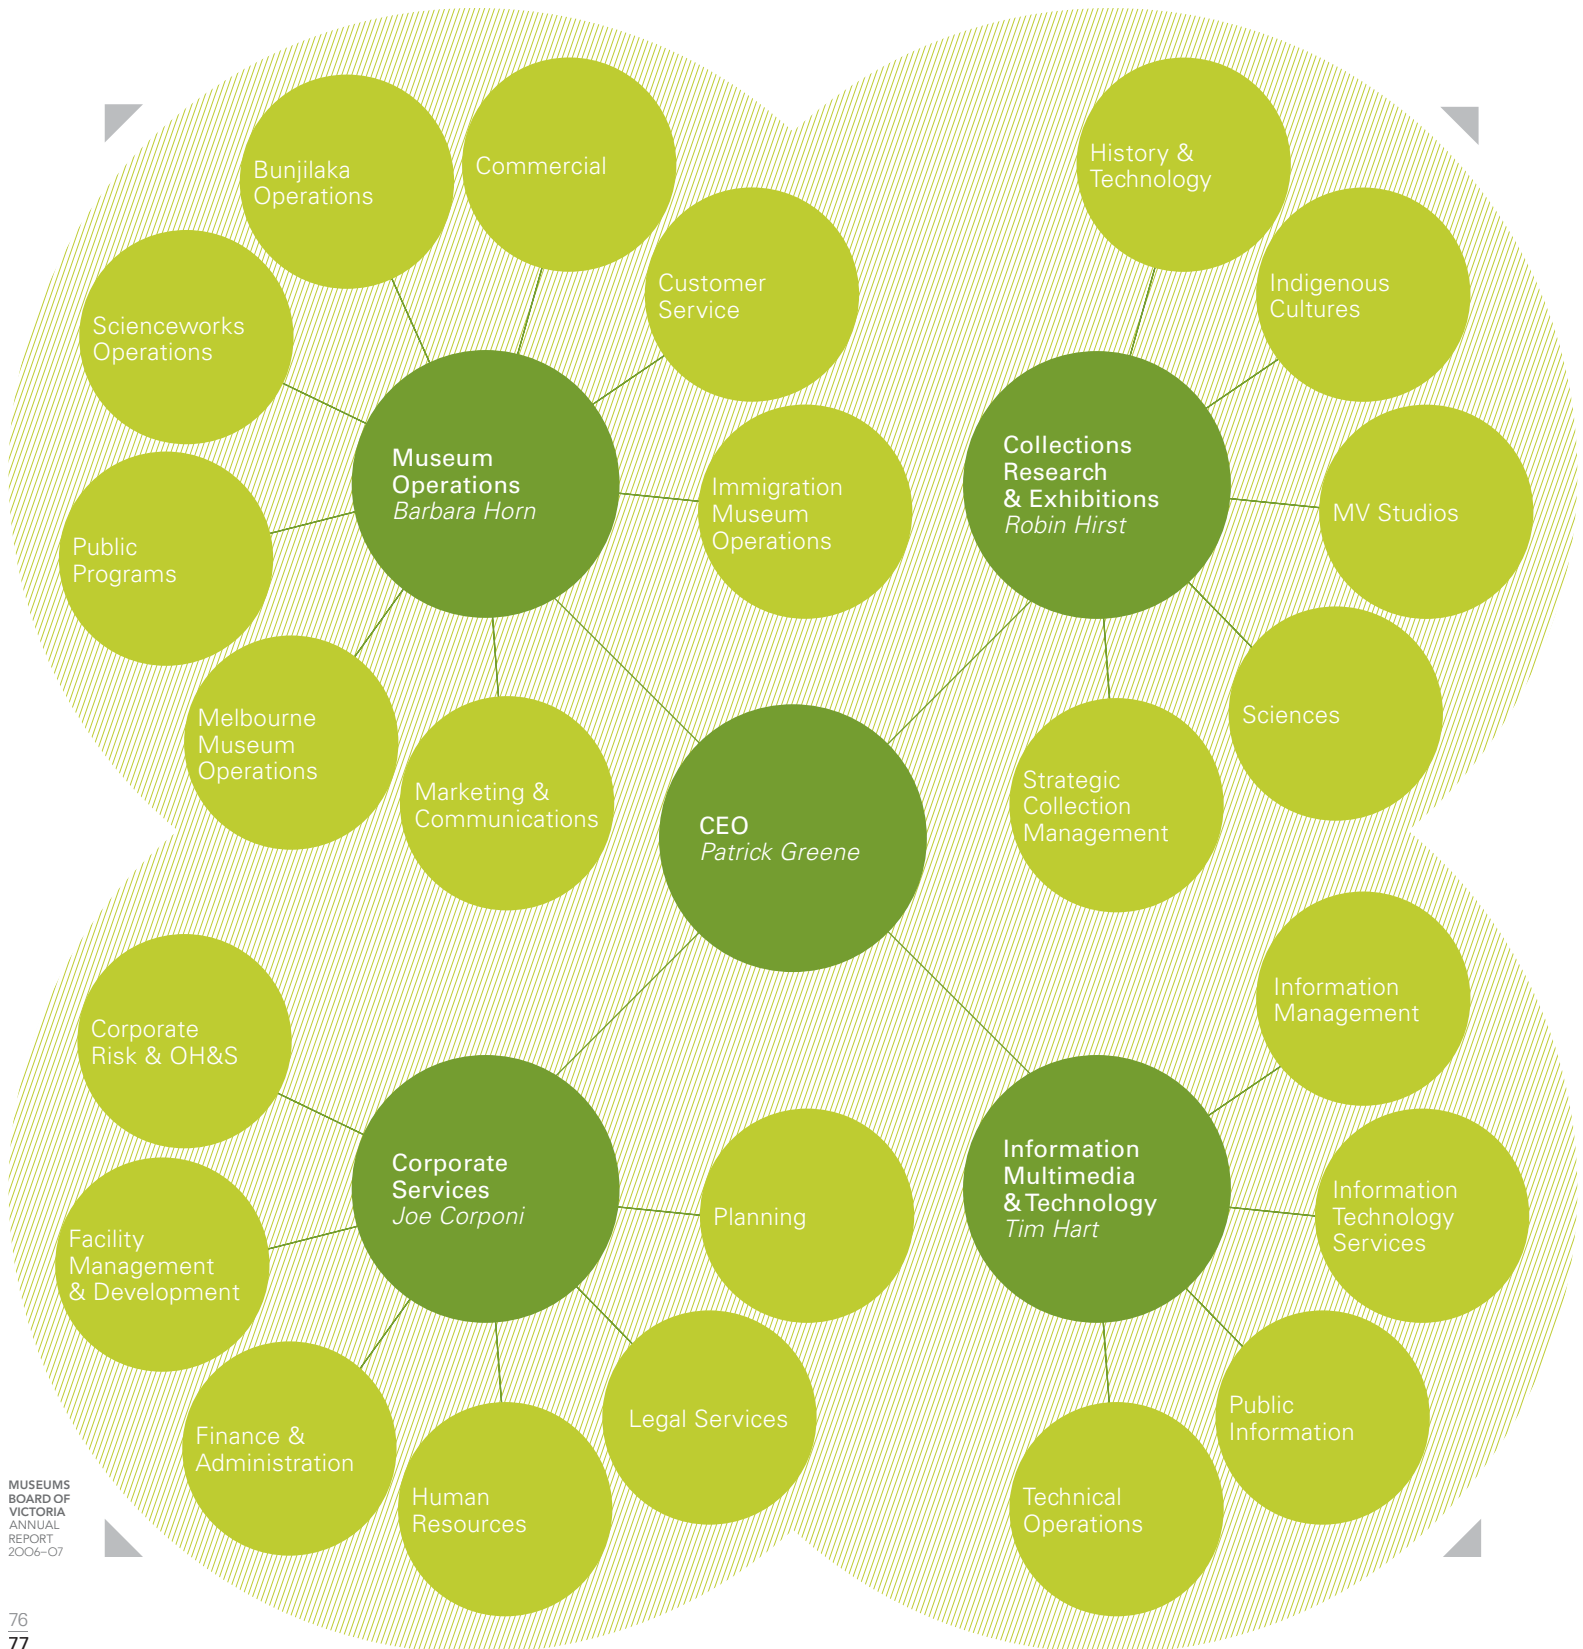 Bunjilaka
Operations
Commercial
Customer
Service
Scienceworks
Operations
Museum
Operations
Barbara Horn
Immigration
Museum
Operations
Public
Programs
Melbourne
Museum
Operations
Marketing &
Communications
History &
Technology
Indigenous
Cultures
Collections
Research
& Exhibitions
Robin Hirst
MV Studios
Sciences
Strategic
Collection
Management
CEO
Patrick Greene
Corporate
Risk & OH&S
Corporate
Services
Joe Corponi
Planning
Facility
Management
& Development
Finance &
Administration
Human
Resources
Legal Services
Information
Management
Information
Multimedia
& Technology
Tim Hart
Information
Technology
Services
Public
Information
Technical
Operations
MUSEUMS
BOARD OF
VICTORIA
ANNUAL
REPORT
2006–07
76
77